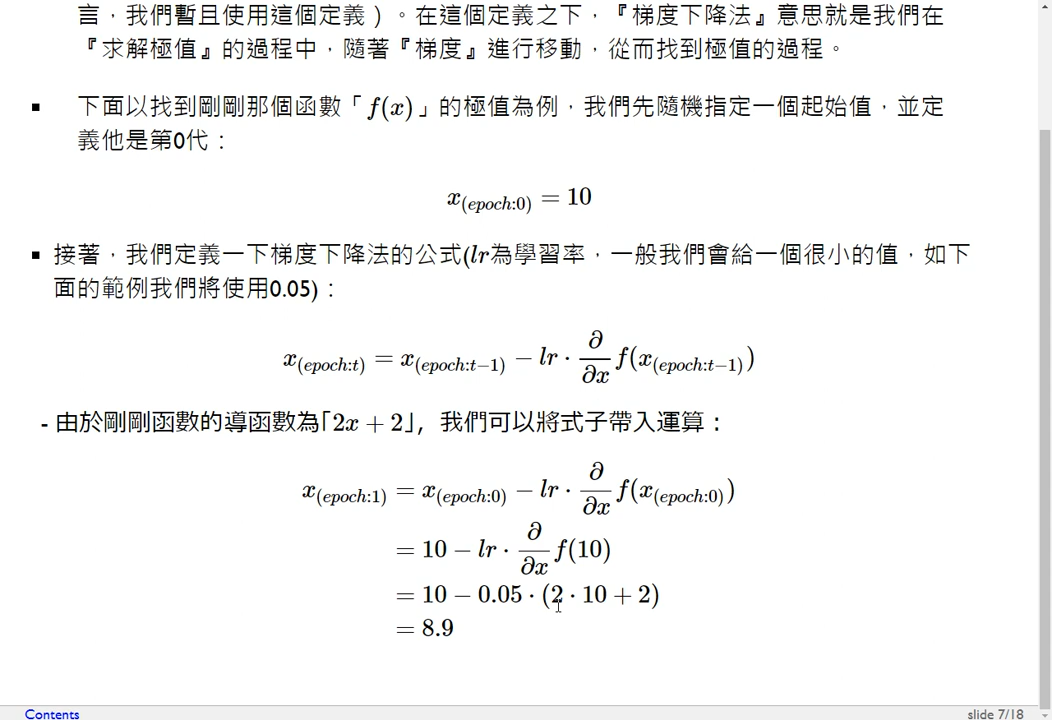 言，我們暫且使用這個定義）。在這個定義之下，『梯度下降法』意思就是我們在
『求解極值』的過程中，隨著『梯度』進行移動，從而找到極值的過程。
▪ 下面以找到剛剛那個函數「f(x)」的極值為例，我們先隨機指定一個起始值，並定
義他是第0代：
x_{(epoch:0)} = 10
▪ 接著，我們定義一下梯度下降法的公式(lr為學習率，一般我們會給一個很小的值，如下
面的範例我們將使用0.05)：
x_{(epoch:t)} = x_{(epoch:t−1)} − lr · ∂/∂x f(x_{(epoch:t−1)})
- 由於剛剛函數的導函數為「2x + 2」，我們可以將式子帶入運算：
x_{(epoch:1)} = x_{(epoch:0)} − lr · ∂/∂x f(x_{(epoch:0)})
= 10 − lr · ∂/∂x f(10)
= 10 − 0.05 · (2 · 10 + 2)
= 8.9
Contents
slide 7/18